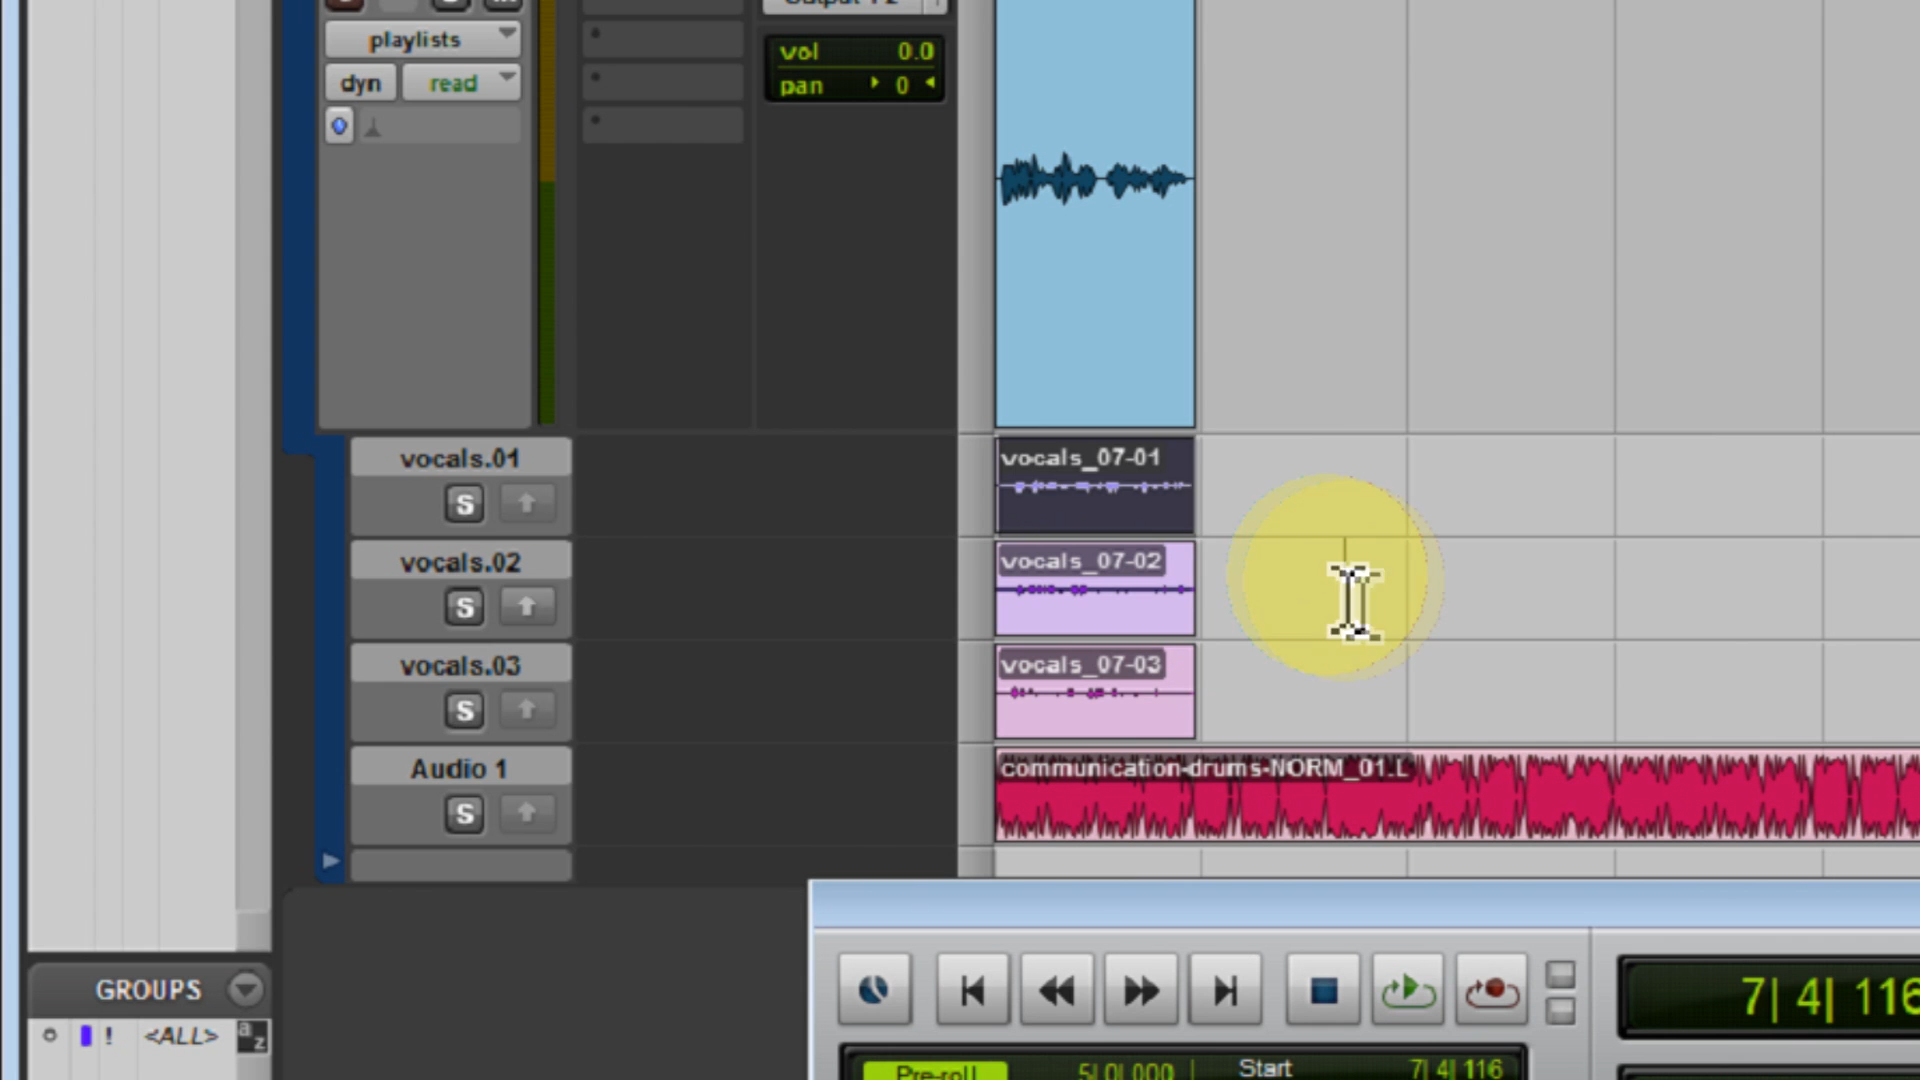 playlists
vol 0.0
dyn read
pan 0
vocals.01
vocals_07-01
S
vocals.02
vocals_07-02
S
vocals.03
vocals_07-03
S
Audio 1
communication-drums-NORM_01.L
S
GROUPS
7| 4| 116
! <ALL> a z
Pre-roll 5| 0| 000 Start 7| 4| 116